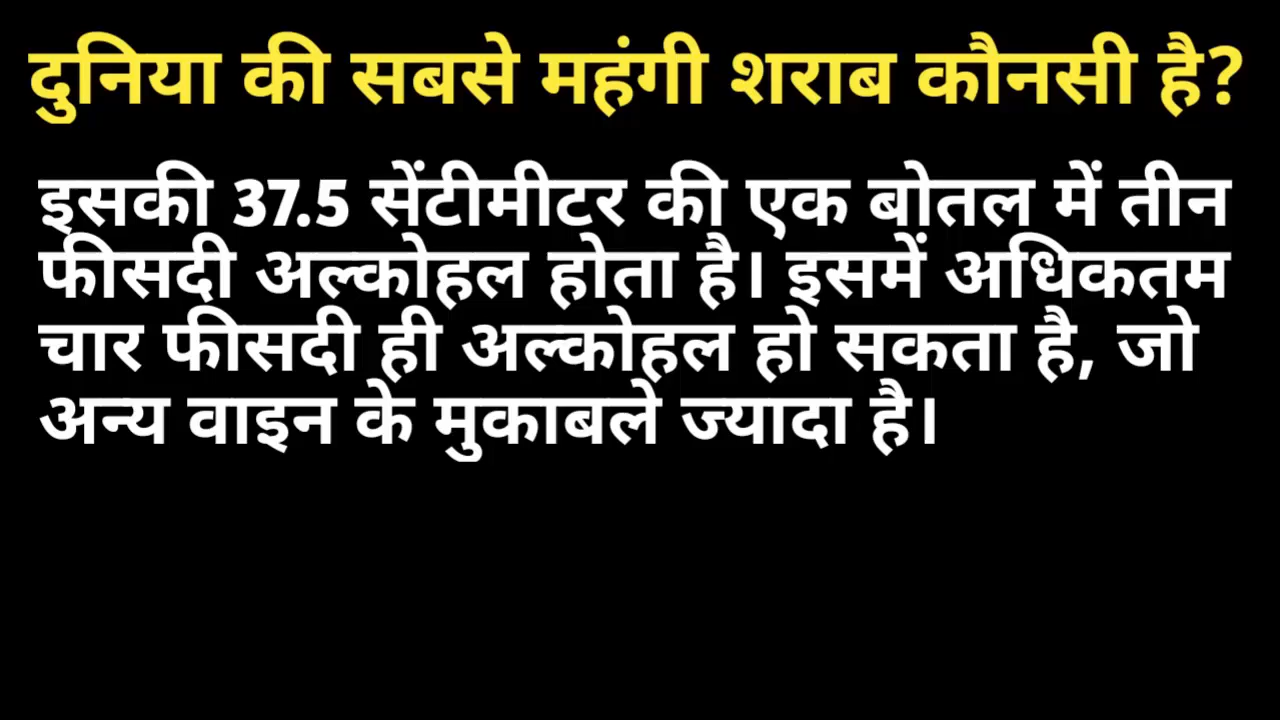 दुनिया की सबसे महंगी शराब कौनसी है?
इसकी 37.5 सेंटीमीटर की एक बोतल में तीन
फीसदी अल्कोहल होता है। इसमें अधिकतम
चार फीसदी ही अल्कोहल हो सकता है, जो
अन्य वाइन के मुकाबले ज्यादा है।